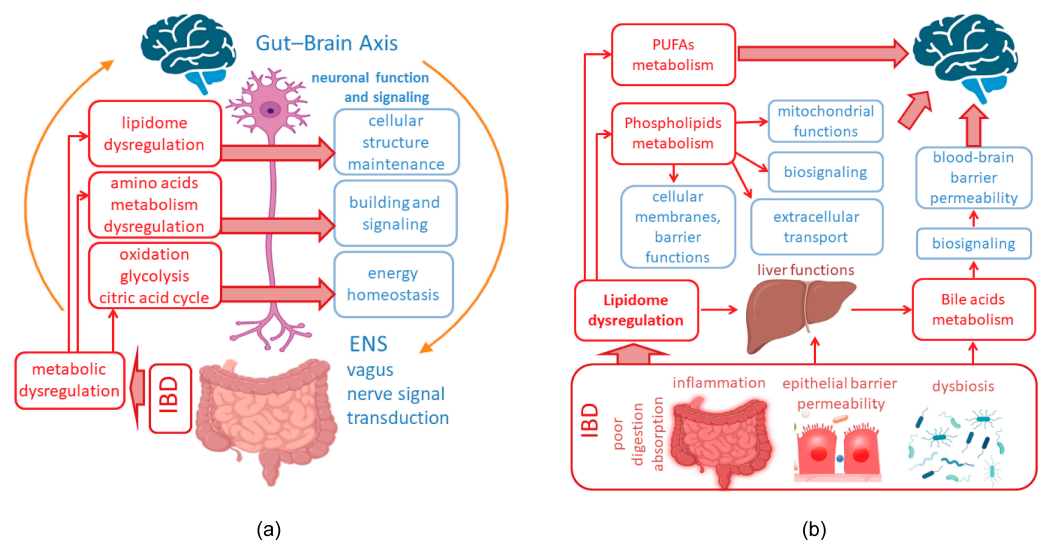 Gut–Brain Axis
neuronal function
and signaling
lipidome
dysregulation
cellular
structure
maintenance
amino acids
metabolism
dysregulation
building and
signaling
oxidation
glycolysis
citric acid cycle
energy
homeostasis
metabolic
dysregulation
IBD
ENS
vagus
nerve signal
transduction
(a)
PUFAs
metabolism
Phospholipids
metabolism
mitochondrial
functions
biosignaling
extracellular
transport
cellular
membranes,
barrier
functions
blood-brain
barrier
permeability
biosignaling
liver functions
Lipidome
dysregulation
Bile acids
metabolism
IBD
poor
digestion
absorption
inflammation
epithelial barrier
permeability
dysbiosis
(b)